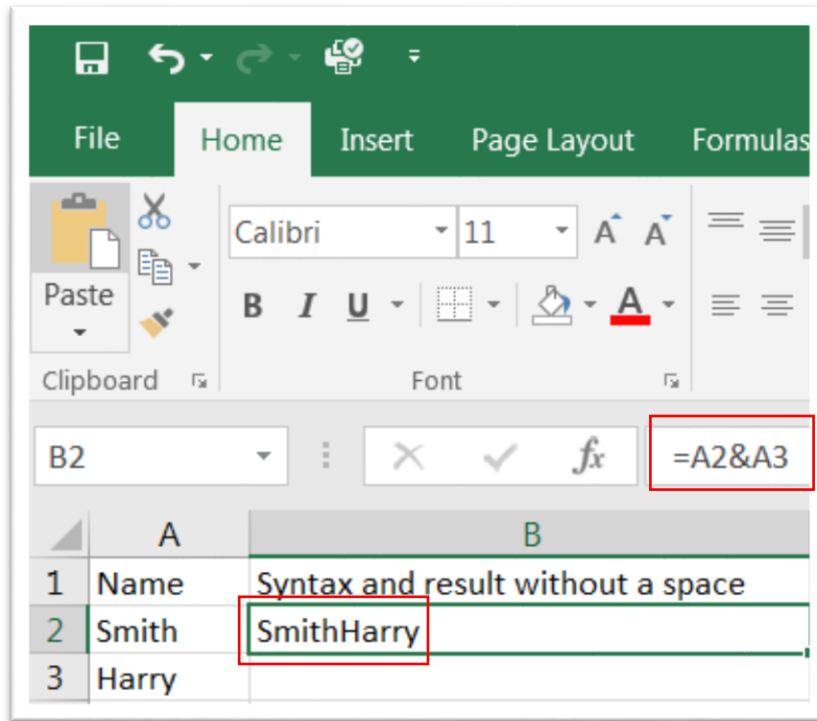 File Home Insert Page Layout Formulas
Calibri 11 A A
Paste B I U A
Clipboard Font
B2 fx =A2&A3
A B
1 Name Syntax and result without a space
2 Smith SmithHarry
3 Harry